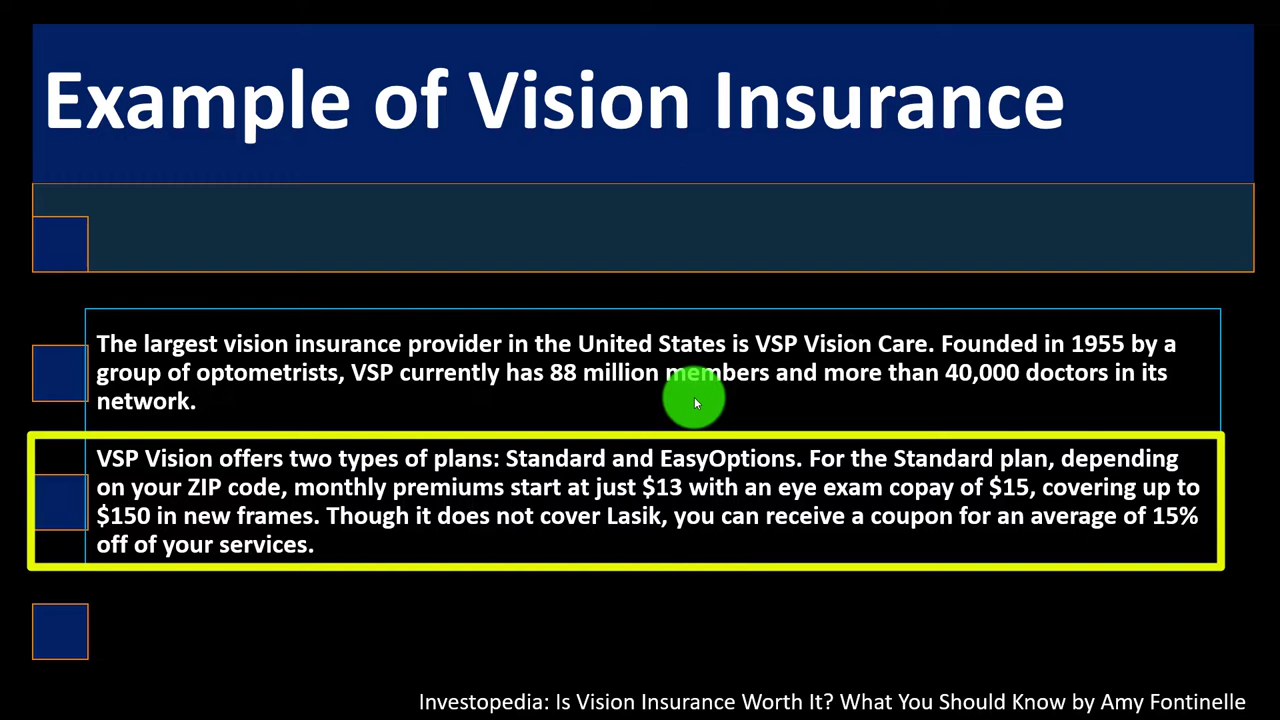 Example of Vision Insurance
The largest vision insurance provider in the United States is VSP Vision Care. Founded in 1955 by a
group of optometrists, VSP currently has 88 million members and more than 40,000 doctors in its
network.
VSP Vision offers two types of plans: Standard and EasyOptions. For the Standard plan, depending
on your ZIP code, monthly premiums start at just $13 with an eye exam copay of $15, covering up to
$150 in new frames. Though it does not cover Lasik, you can receive a coupon for an average of 15%
off of your services.
Investopedia: Is Vision Insurance Worth It? What You Should Know by Amy Fontinelle